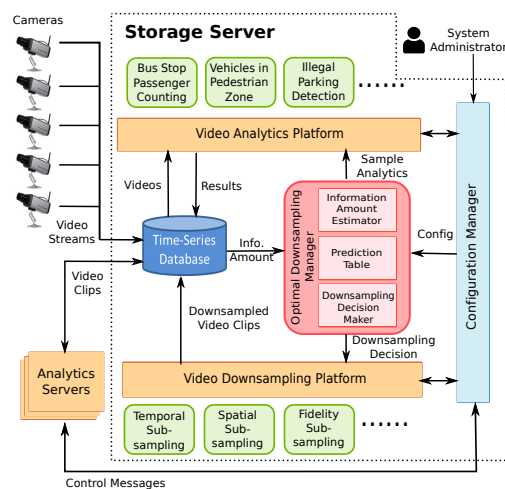 Cameras
Storage Server
System
Administrator
Bus Stop
Passenger
Counting
Vehicles in
Pedestrian
Zone
Illegal
Parking
Detection
......
Video Analytics Platform
Sample
Analytics
Videos
Results
Video
Streams
Time-Series
Database
Info.
Amount
Optimal Downsampling
Manager
Information
Amount
Estimator
Prediction
Table
Downsampling
Decision
Maker
Config
Configuration Manager
Video
Clips
Downsampled
Video Clips
Downsampling
Decision
Analytics
Servers
Video Downsampling Platform
Temporal
Sub-
sampling
Spatial
Sub-
sampling
Fidelity
Sub-
sampling
......
Control Messages